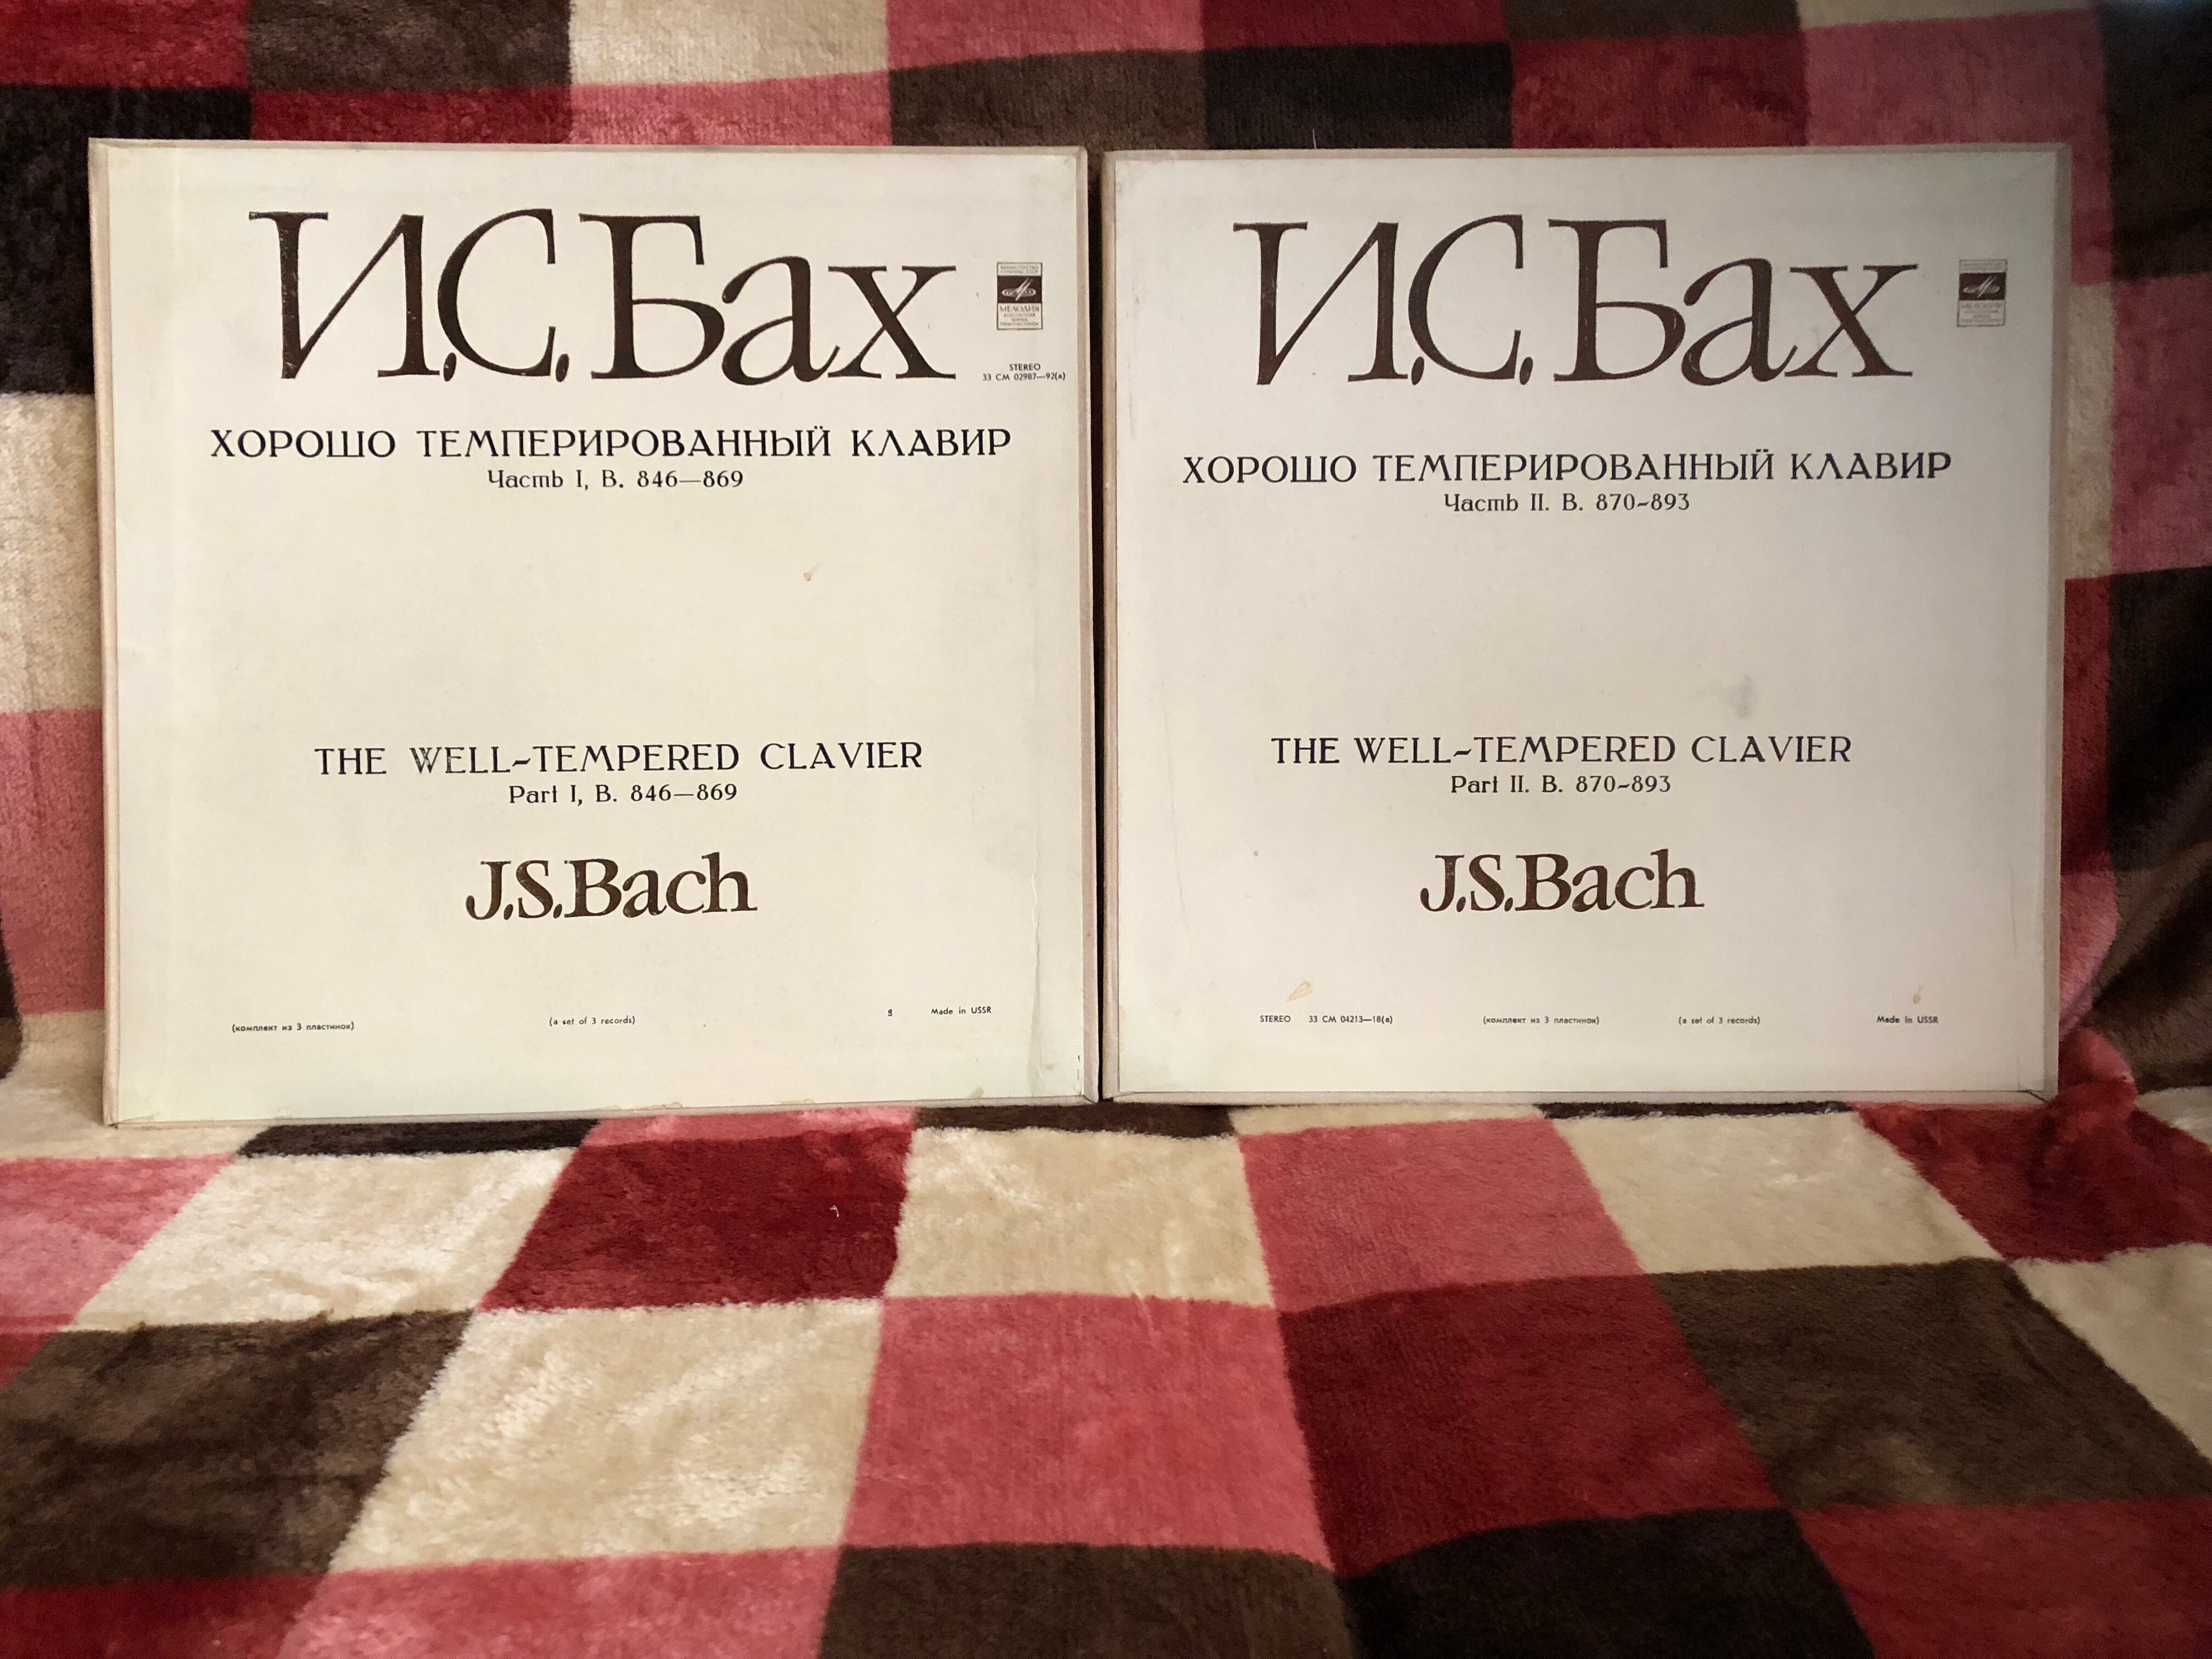 И.С.Бах
МЕЛОДИЯ
STEREO
33 СМ 02987—92(а)
ХОРОШО ТЕМПЕРИРОВАННЫЙ КЛАВИР
Часть I, В. 846—869
THE WELL-TEMPERED CLAVIER
Part I, B. 846—869
J.S.Bach
(комплект из 3 пластинок)
(a set of 3 records)
Made in USSR
И.С.Бах
МЕЛОДИЯ
ХОРОШО ТЕМПЕРИРОВАННЫЙ КЛАВИР
Часть II. В. 870-893
THE WELL-TEMPERED CLAVIER
Part II. B. 870-893
J.S.Bach
STEREO 33 СМ 04213—18(а) (комплект из 3 пластинок) (a set of 3 records) Made in USSR